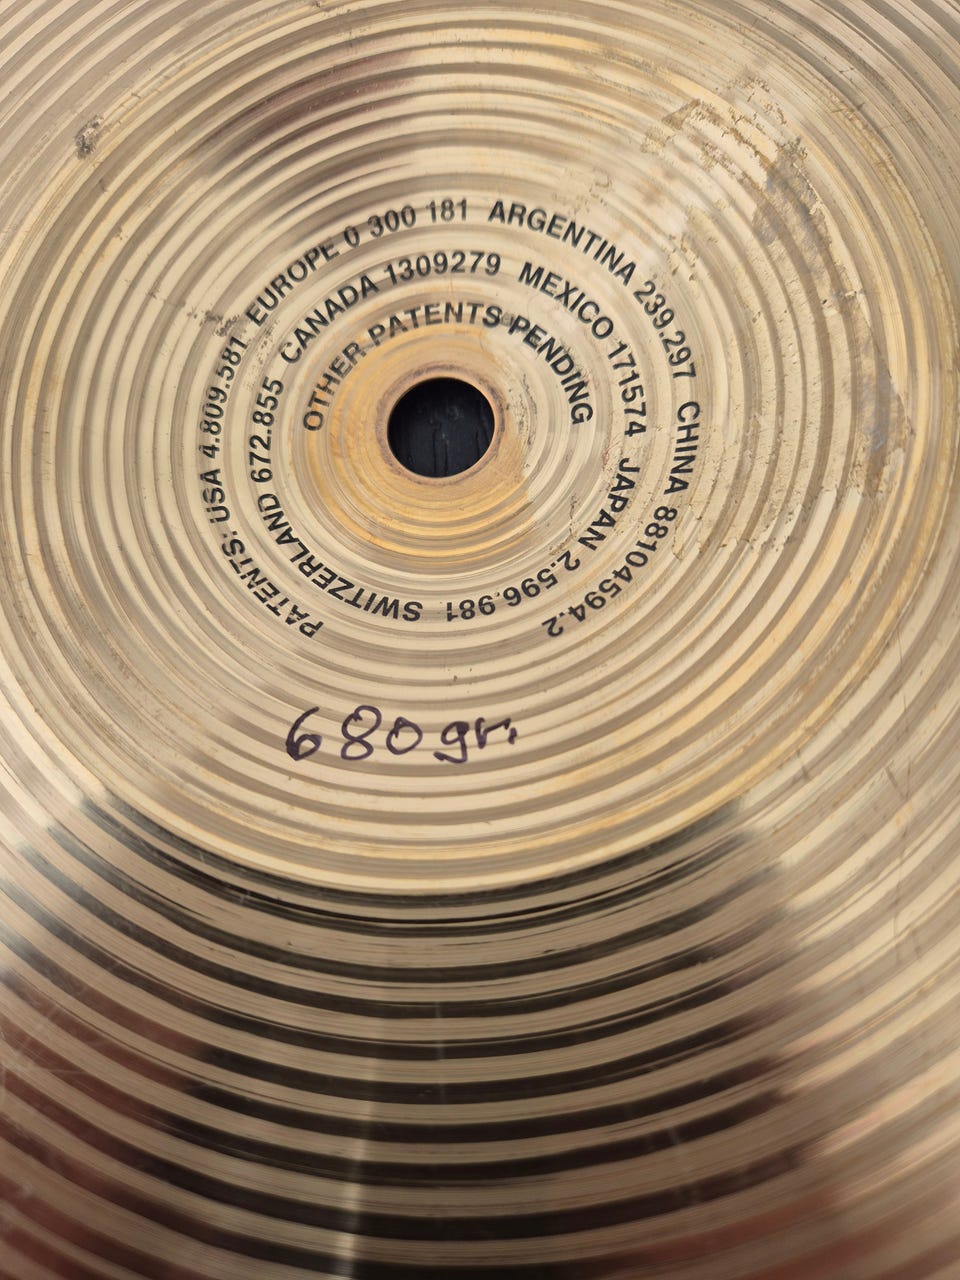 PATENTS: USA 4.809.581 EUROPE 0 300 181 ARGENTINA 239.297 CHINA 88104594.2
SWITZERLAND 672.855 CANADA 1309279 MEXICO 171574 JAPAN 2.596.981
OTHER PATENTS PENDING
680 gr.